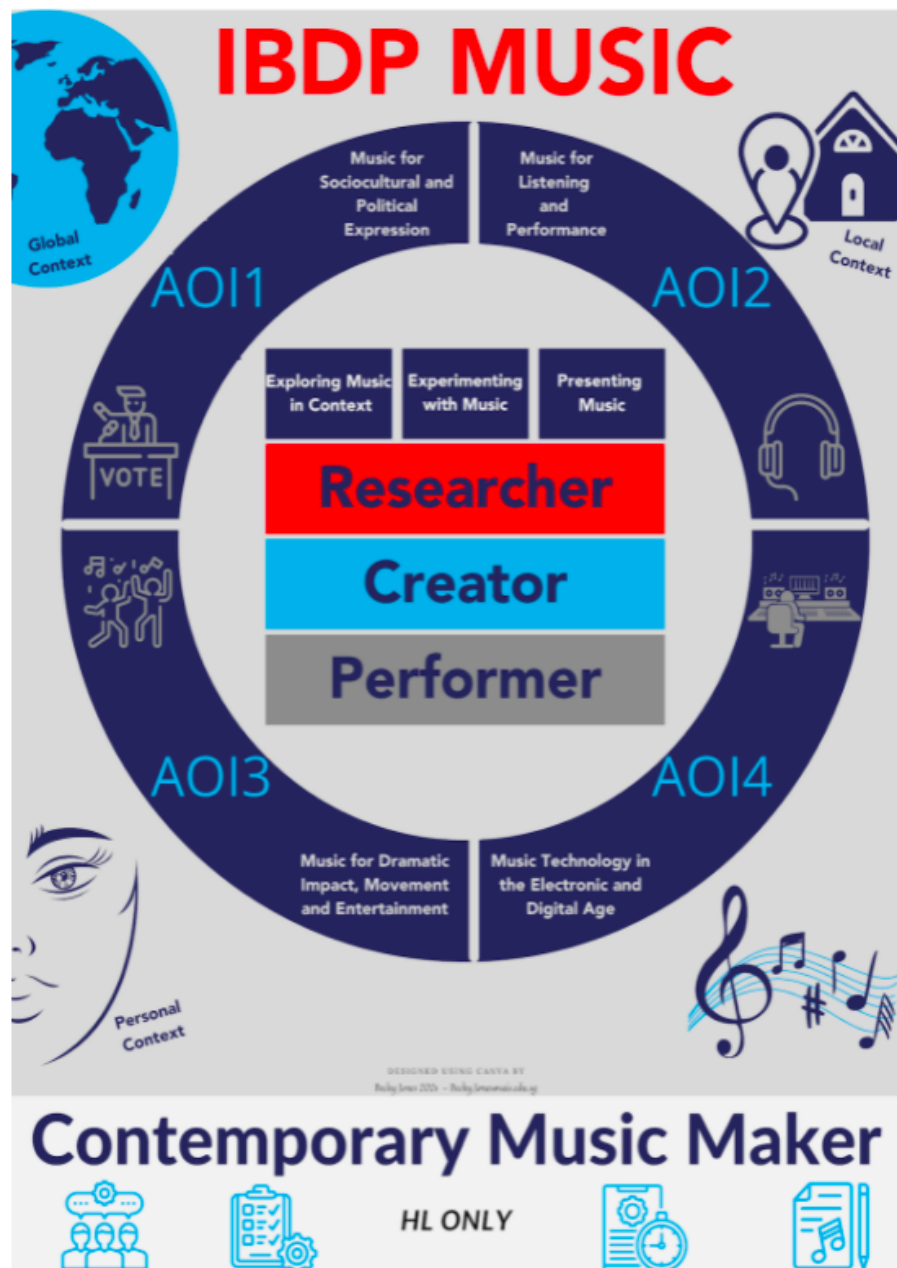 IBDP MUSIC
Global
Context
Local
Context
Music for
Sociocultural and
Political
Expression
Music for
Listening
and
Performance
AOI1
AOI2
VOTE
Exploring Music
in Context
Experimenting
with Music
Presenting
Music
Researcher
Creator
Performer
AOI3
AOI4
Music for Dramatic
Impact, Movement
and Entertainment
Music Technology in
the Electronic and
Digital Age
Personal
Context
DESIGNED USING CANVA BY
Contemporary Music Maker
HL ONLY